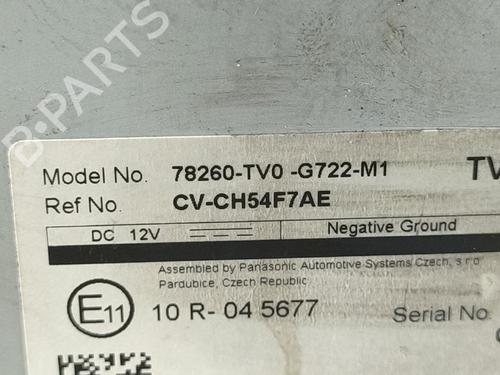 B-PARTS
Model No. 78260-TV0 -G722-M1 TV
Ref No. CV-CH54F7AE
DC 12V Negative Ground
Assembled by Panasonic Automotive Systems Czech, s.r.o
Pardubice, Czech Republic
E11 10 R- 04 5677 Serial No.